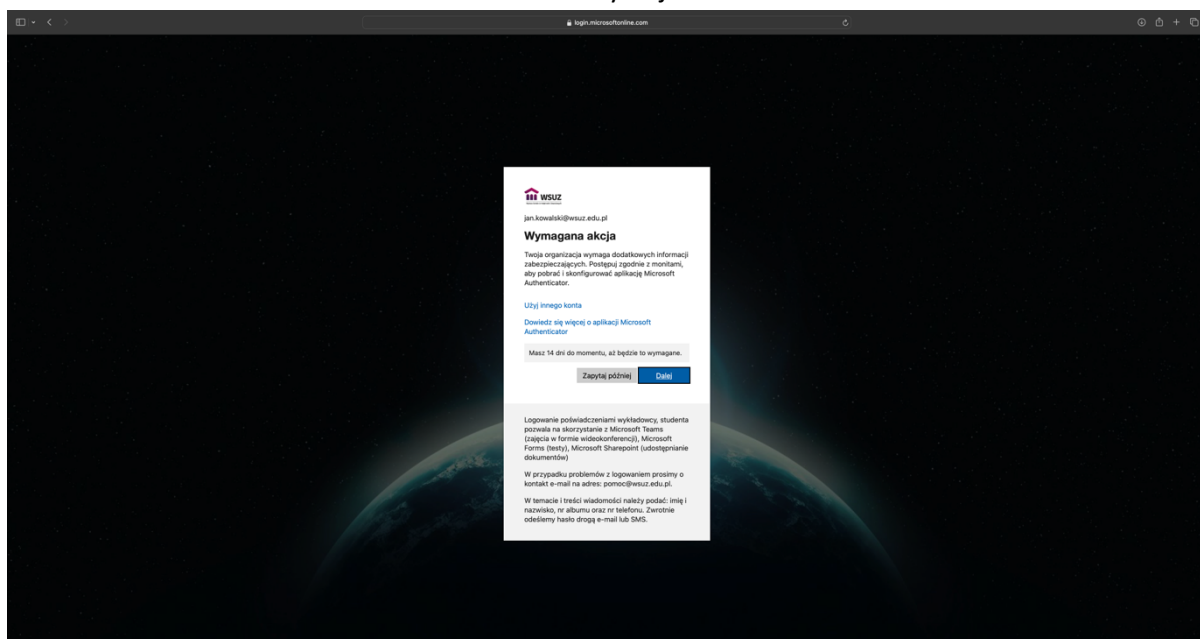 login.microsoftonline.com
WSUZ
jan.kowalski@wsuz.edu.pl
Wymagana akcja
Twoja organizacja wymaga dodatkowych informacji
zabezpieczających. Postępuj zgodnie z monitami,
aby pobrać i skonfigurować aplikację Microsoft
Authenticator.
Użyj innego konta
Dowiedz się więcej o aplikacji Microsoft
Authenticator
Masz 14 dni do momentu, aż będzie to wymagane.
Zapytaj później
Dalej
Logowanie poświadczeniami wykładowcy, studenta
pozwala na skorzystanie z Microsoft Teams
(zajęcia w formie wideokonferencji), Microsoft
Forms (testy), Microsoft Sharepoint (udostępnianie
dokumentów)
W przypadku problemów z logowaniem prosimy o
kontakt e-mail na adres: pomoc@wsuz.edu.pl.
W temacie i treści wiadomości należy podać: imię i
nazwisko, nr albumu oraz nr telefonu. Zwrotnie
odeślemy hasło drogą e-mail lub SMS.